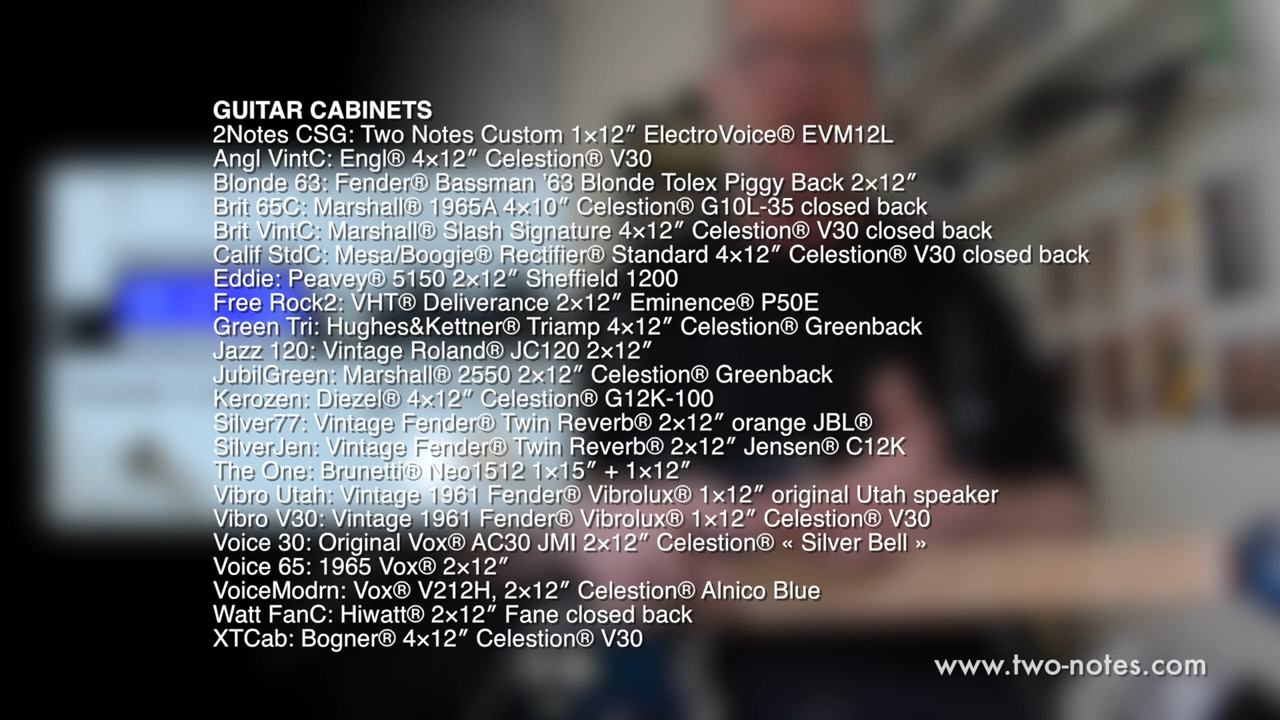 GUITAR CABINETS
2Notes CSG: Two Notes Custom 1×12″ ElectroVoice® EVM12L
Angl VintC: Engl® 4×12″ Celestion® V30
Blonde 63: Fender® Bassman ’63 Blonde Tolex Piggy Back 2×12″
Brit 65C: Marshall® 1965A 4×10″ Celestion® G10L-35 closed back
Brit VintC: Marshall® Slash Signature 4×12″ Celestion® V30 closed back
Calif StdC: Mesa/Boogie® Rectifier® Standard 4×12″ Celestion® V30 closed back
Eddie: Peavey® 5150 2×12″ Sheffield 1200
Free Rock2: VHT® Deliverance 2×12″ Eminence® P50E
Green Tri: Hughes&Kettner® Triamp 4×12″ Celestion® Greenback
Jazz 120: Vintage Roland® JC120 2×12″
JubilGreen: Marshall® 2550 2×12″ Celestion® Greenback
Kerozen: Diezel® 4×12″ Celestion® G12K-100
Silver77: Vintage Fender® Twin Reverb® 2×12″ orange JBL®
SilverJen: Vintage Fender® Twin Reverb® 2×12″ Jensen® C12K
The One: Brunetti® Neo1512 1×15″ + 1×12″
Vibro Utah: Vintage 1961 Fender® Vibrolux® 1×12″ original Utah speaker
Vibro V30: Vintage 1961 Fender® Vibrolux® 1×12″ Celestion® V30
Voice 30: Original Vox® AC30 JMI 2×12″ Celestion® « Silver Bell »
Voice 65: 1965 Vox® 2×12″
VoiceModrn: Vox® V212H, 2×12″ Celestion® Alnico Blue
Watt FanC: Hiwatt® 2×12″ Fane closed back
XTCab: Bogner® 4×12″ Celestion® V30
www.two-notes.com